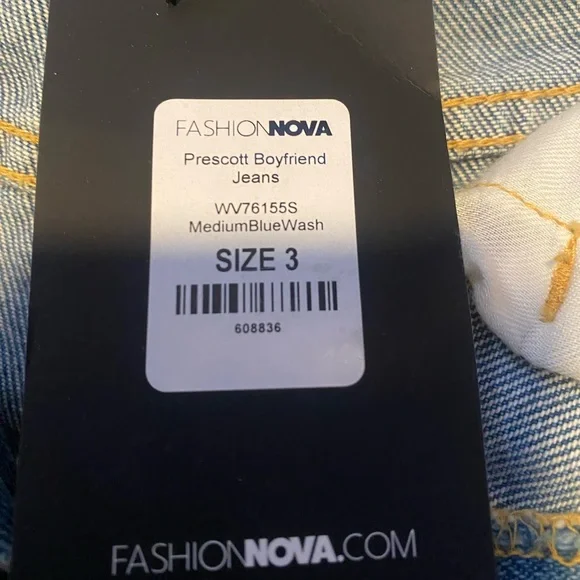 FASHIONNOVA
Prescott Boyfriend
Jeans
WV76155S
MediumBlueWash
SIZE 3
608836
FASHIONNOVA.COM